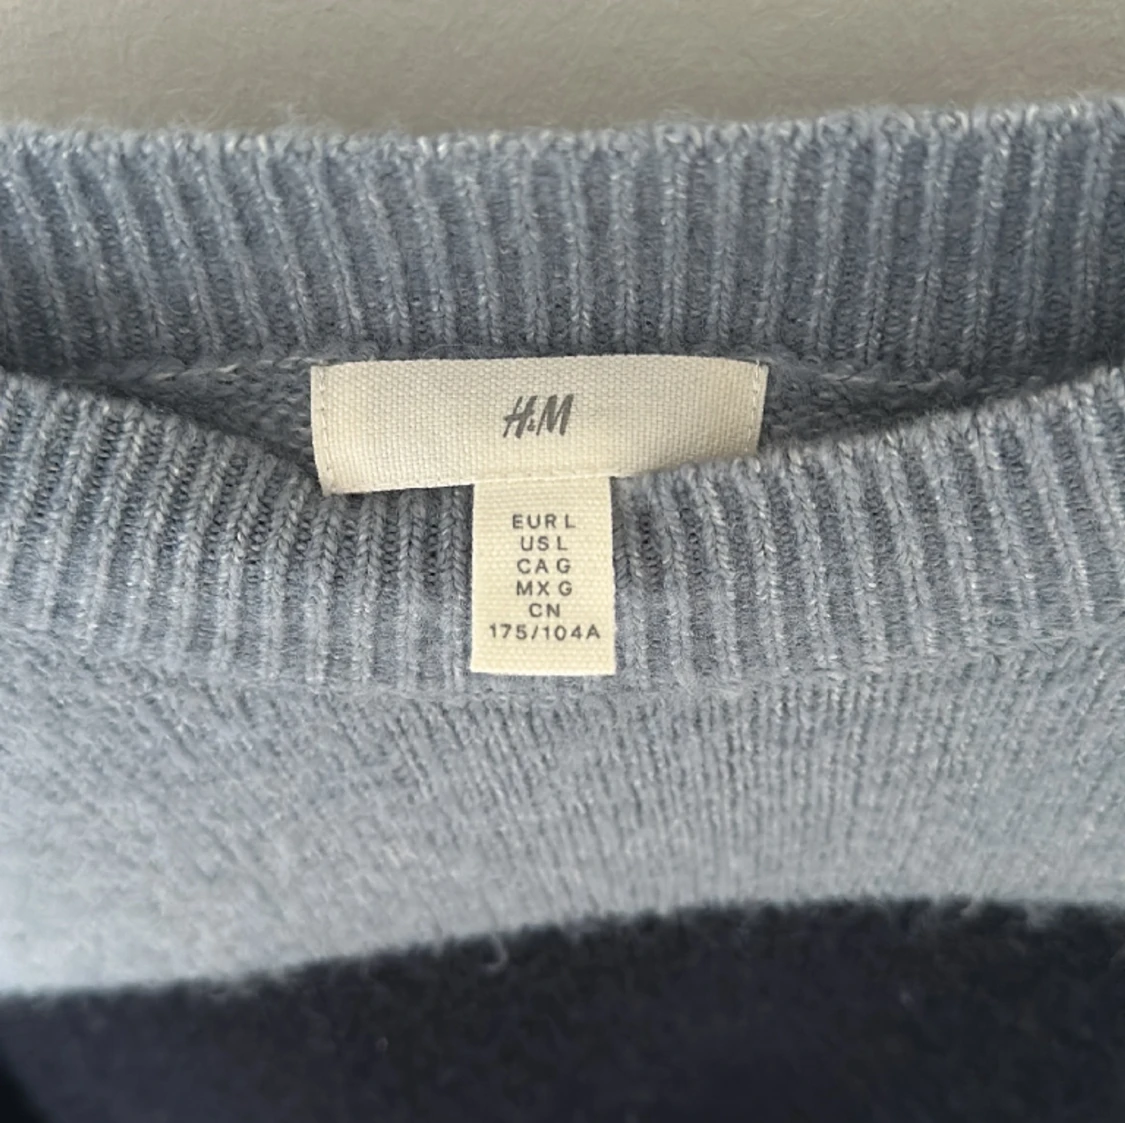 H&M
EUR L
US L
CA G
MX G
CN
175/104A